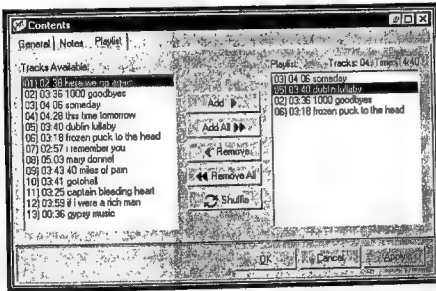 Contents
General Notes Playlist
Tracks Available:
01) 02:38 here we go again
02) 03:36 1000 goodbyes
03) 04:06 someday
04) 04:28 this time tomorrow
05) 03:40 dublin lullaby
06) 03:18 frozen puck to the head
07) 02:57 i remember you
08) 05:03 mary donnel
09) 03:43 40 miles of pain
10) 03:41 gotohell
11) 03:25 captain bleeding heart
12) 03:59 if i were a rich man
13) 00:36 gypsy music
Add
Add All
Remove
Remove All
Shuffle
Playlist: Tracks: 04 Time: 14:40
03) 04:06 someday
05) 03:40 dublin lullaby
02) 03:36 1000 goodbyes
06) 03:18 frozen puck to the head
OK Cancel Apply